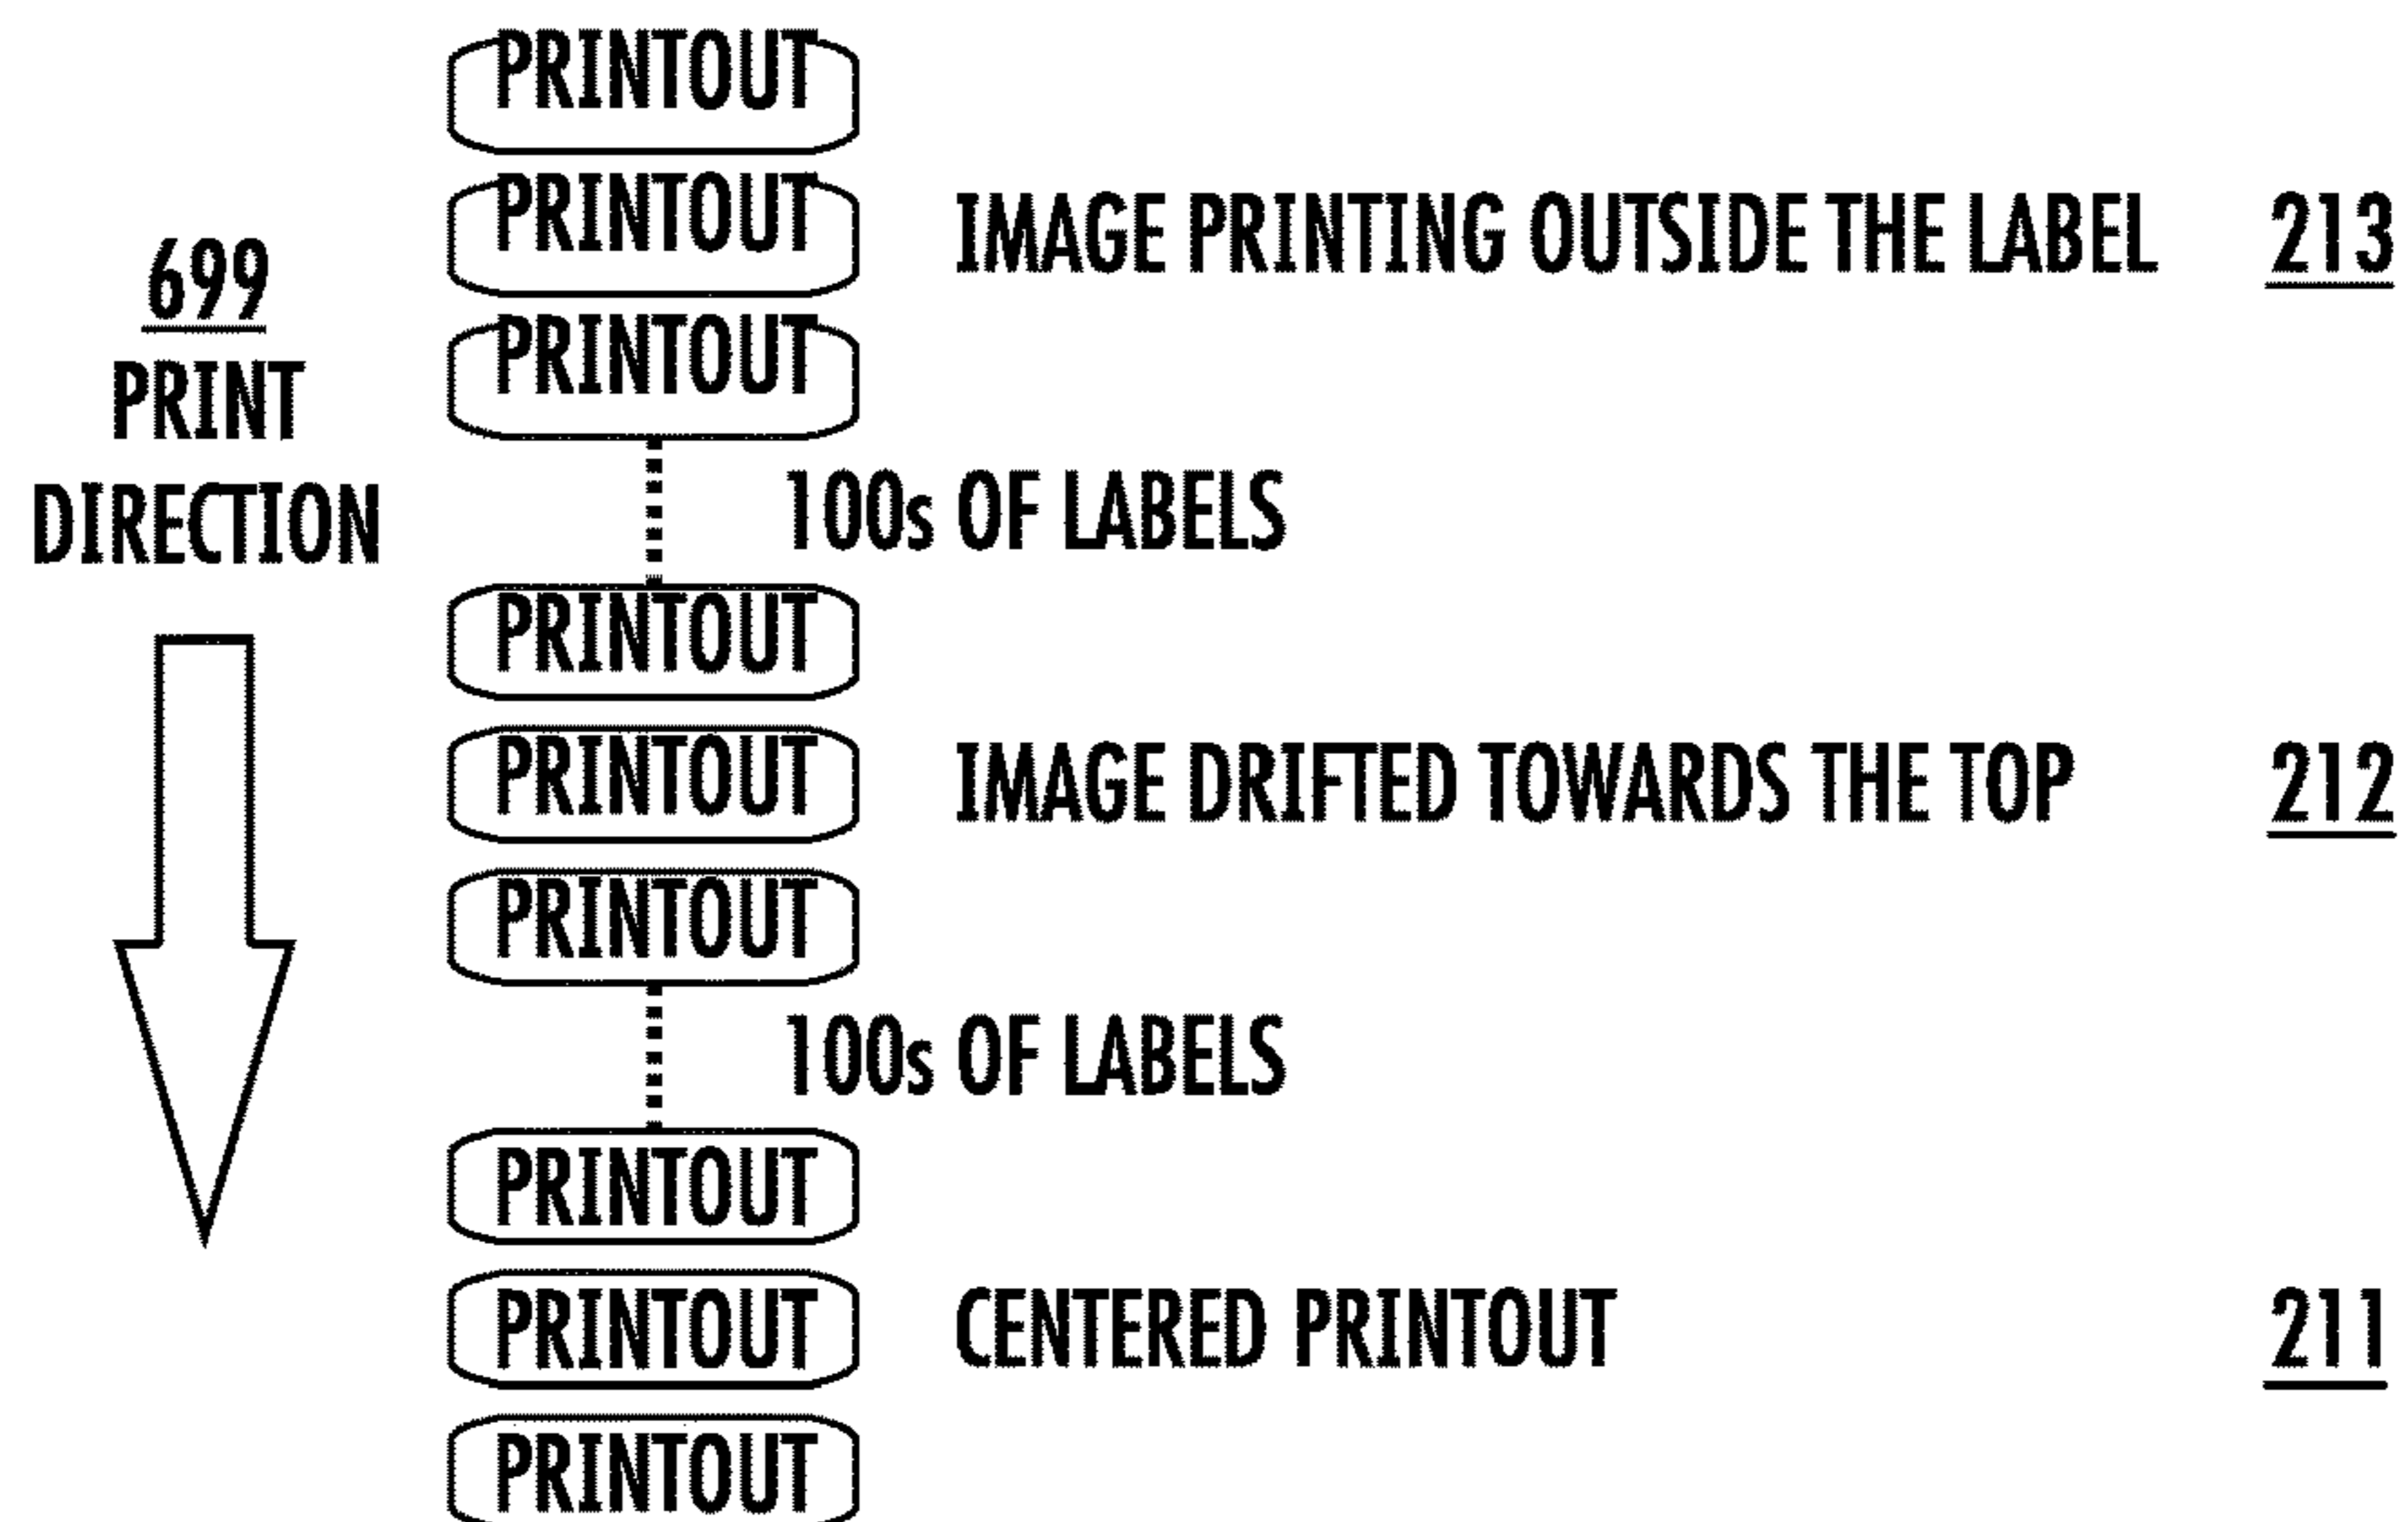 PRINTOUT
PRINTOUT
IMAGE PRINTING OUTSIDE THE LABEL 213
699
PRINTOUT
PRINT
DIRECTION
100s OF LABELS
PRINTOUT
PRINTOUT
IMAGE DRIFTED TOWARDS THE TOP 212
PRINTOUT
100s OF LABELS
PRINTOUT
PRINTOUT
CENTERED PRINTOUT 211
PRINTOUT